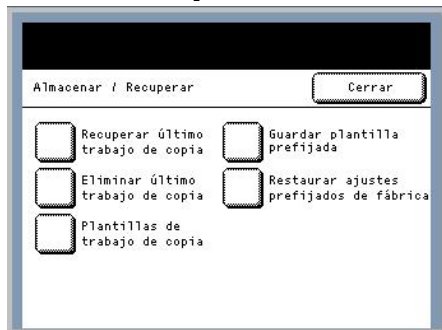 Almacenar / Recuperar
Cerrar
Recuperar último
trabajo de copia
Eliminar último
trabajo de copia
Plantillas de
trabajo de copia
Guardar plantilla
prefijada
Restaurar ajustes
prefijados de fábrica